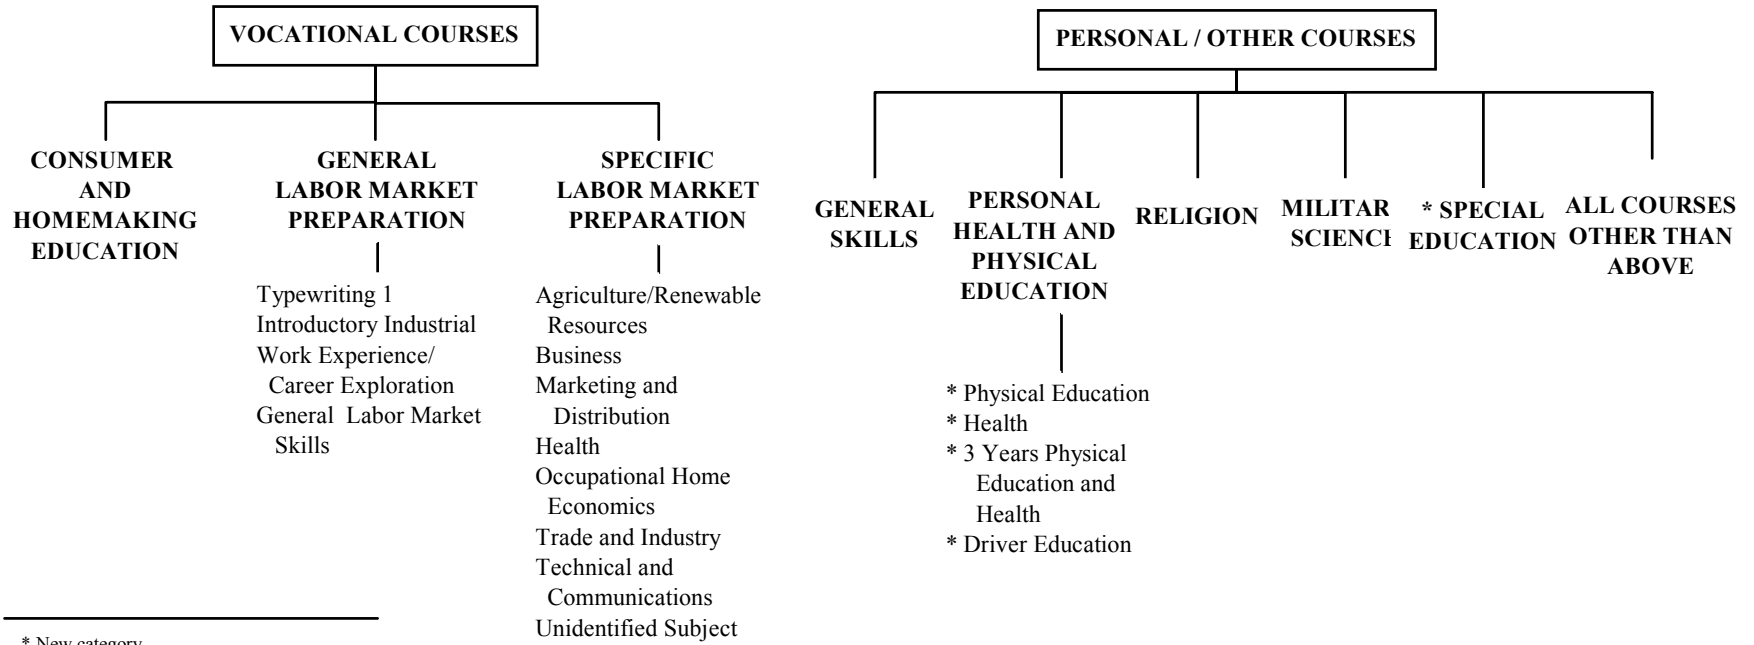 VOCATIONAL COURSES
CONSUMER
AND
HOMEMAKING
EDUCATION
GENERAL
LABOR MARKET
PREPARATION
Typewriting 1
Introductory Industrial
Work Experience/
Career Exploration
General Labor Market
Skills
SPECIFIC
LABOR MARKET
PREPARATION
Agriculture/Renewable
Resources
Business
Marketing and
Distribution
Health
Occupational Home
Economics
Trade and Industry
Technical and
Communications
Unidentified Subject
PERSONAL / OTHER COURSES
GENERAL
SKILLS
PERSONAL
HEALTH AND
PHYSICAL
EDUCATION
* Physical Education
* Health
* 3 Years Physical
Education and
Health
* Driver Education
RELIGION
MILITAR
SCIENC
* SPECIAL
EDUCATION
ALL COURSES
OTHER THAN
ABOVE
* New category